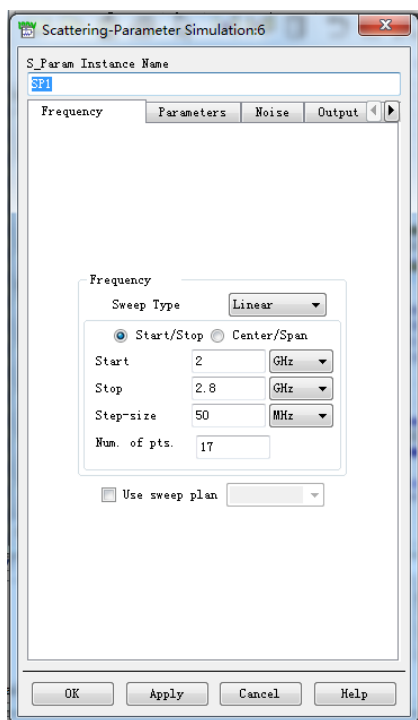 Scattering-Parameter Simulation:6
S_Param Instance Name
SP1
Frequency Parameters Noise Output
Frequency
Sweep Type Linear
Start/Stop Center/Span
Start 2 GHz
Stop 2.8 GHz
Step-size 50 MHz
Num. of pts. 17
Use sweep plan
OK Apply Cancel Help